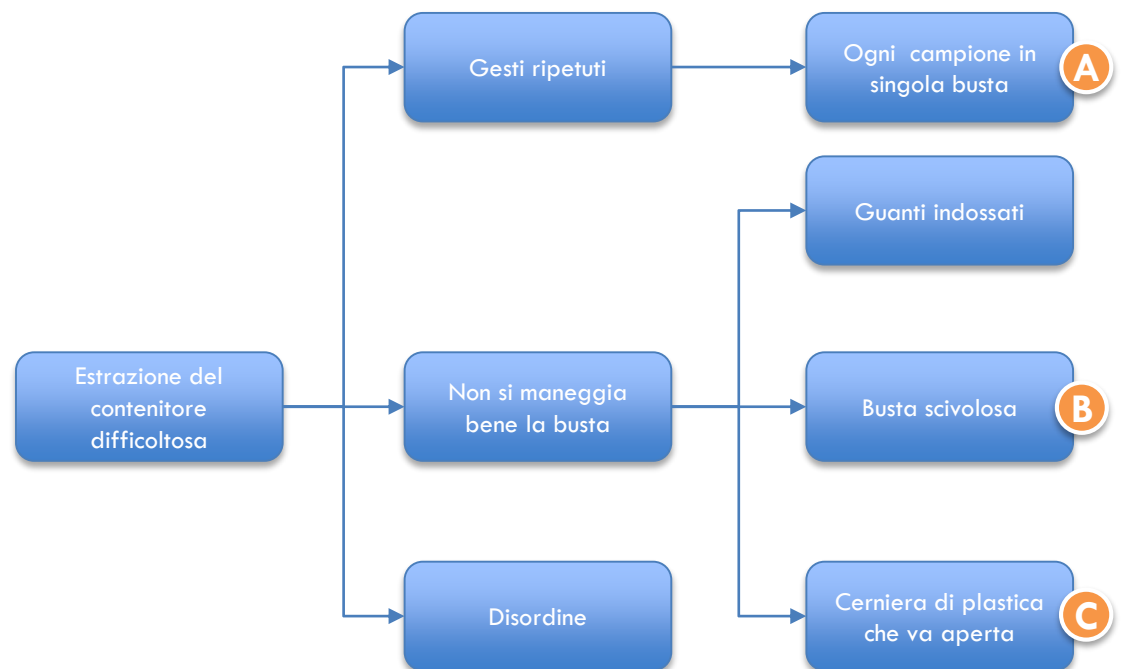 Gesti ripetuti
Ogni campione in
singola busta
A
Guanti indossati
Estrazione del
contenitore
difficoltosa
Non si maneggia
bene la busta
Busta scivolosa
B
Disordine
Cerniera di plastica
che va aperta
C